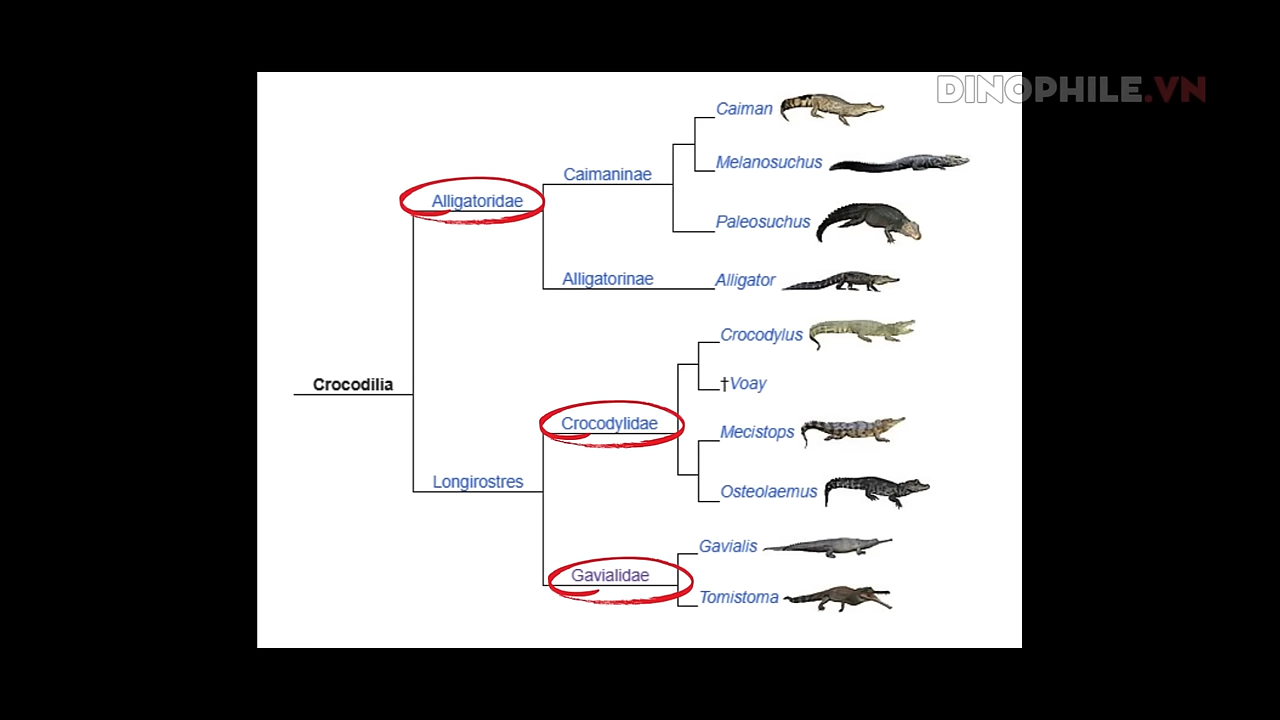 DINOPHILE.VN
Caiman
Melanosuchus
Caimaninae
Alligatoridae
Paleosuchus
Alligatorinae
Alligator
Crocodylus
Crocodilia
†Voay
Crocodylidae
Mecistops
Longirostres
Osteolaemus
Gavialis
Gavialidae
Tomistoma